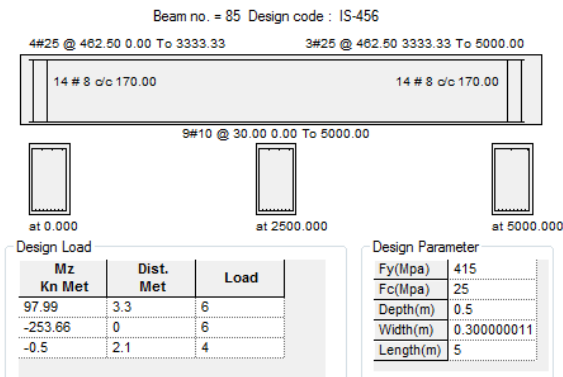 Beam no. = 85 Design code : IS-456
4#25 @ 462.50 0.00 To 3333.33 3#25 @ 462.50 3333.33 To 5000.00
14 # 8 c/c 170.00 14 # 8 c/c 170.00
9#10 @ 30.00 0.00 To 5000.00
at 0.000 at 2500.000 at 5000.000
Design Load Design Parameter
Mz Kn Met Dist. Met Load
97.99 3.3 6
-253.66 0 6
-0.5 2.1 4
Fy(Mpa) 415
Fc(Mpa) 25
Depth(m) 0.5
Width(m) 0.300000011
Length(m) 5